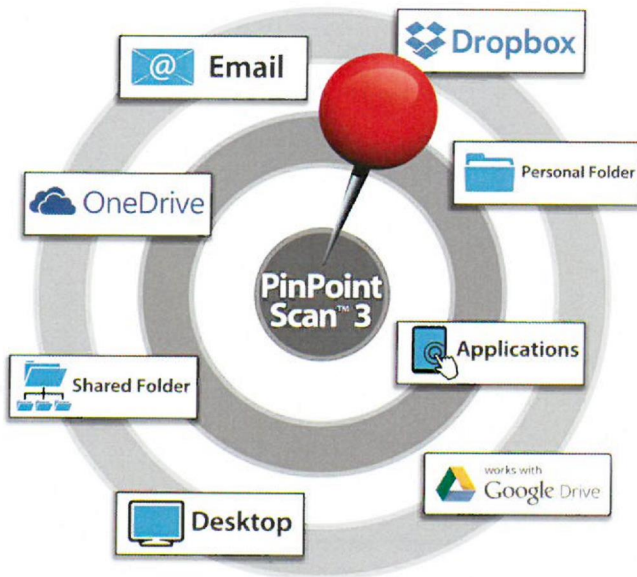 Email
Dropbox
Personal Folder
OneDrive
PinPoint
Scan™ 3
Applications
Shared Folder
works with
Google Drive
Desktop